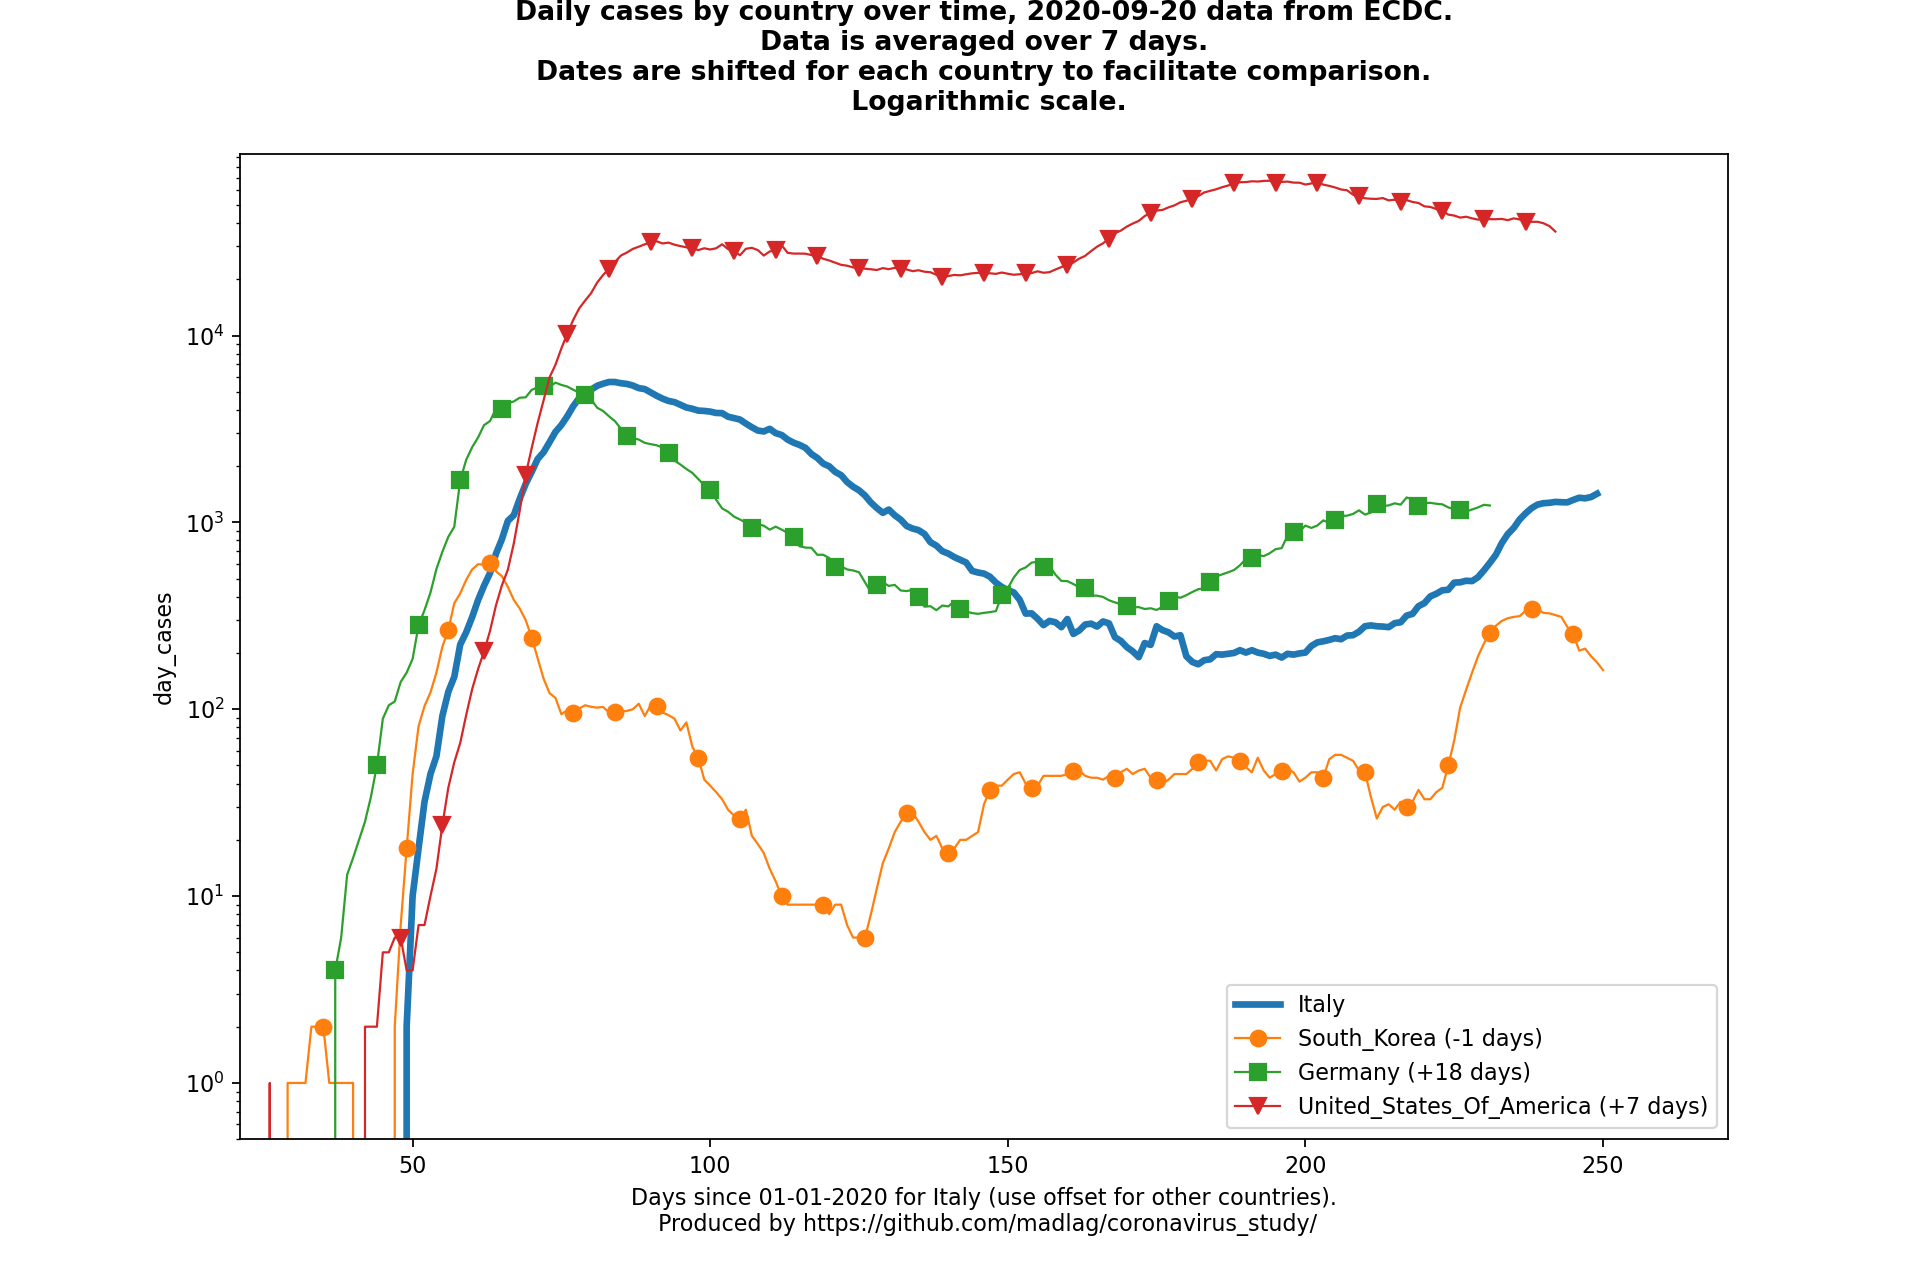 Daily cases by country over time, 2020-09-20 data from ECDC.
Data is averaged over 7 days.
Dates are shifted for each country to facilitate comparison.
Logarithmic scale.
10^4
10^3
10^2
10^1
10^0
day_cases
50 100 150 200 250
Italy
South_Korea (-1 days)
Germany (+18 days)
United_States_Of_America (+7 days)
Days since 01-01-2020 for Italy (use offset for other countries).
Produced by https://github.com/madlag/coronavirus_study/